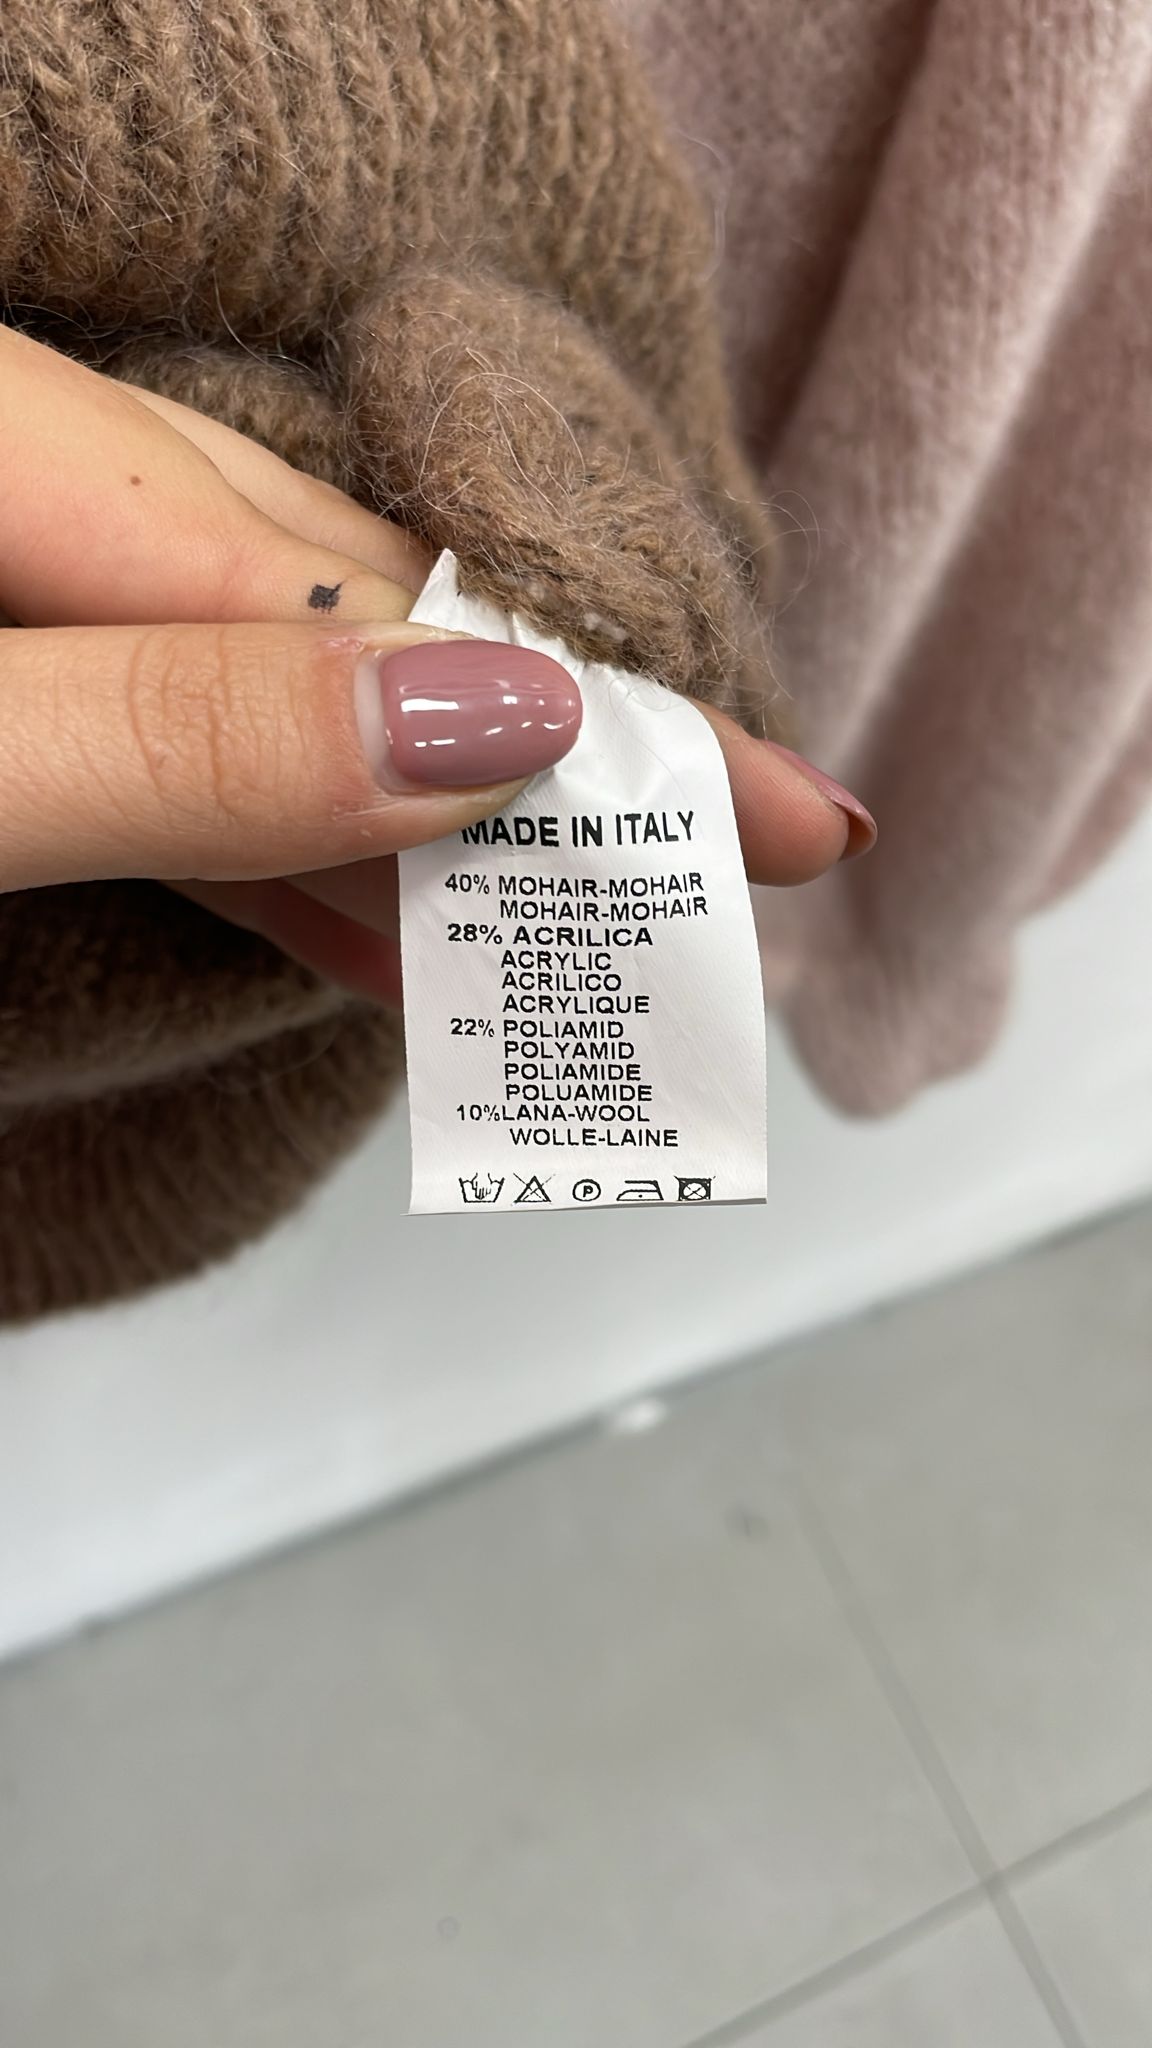 MADE IN ITALY
40% MOHAIR-MOHAIR
MOHAIR-MOHAIR
28% ACRILICA
ACRYLIC
ACRILICO
ACRYLIQUE
22% POLIAMID
POLYAMID
POLIAMIDE
POLUAMIDE
10%LANA-WOOL
WOLLE-LAINE
P